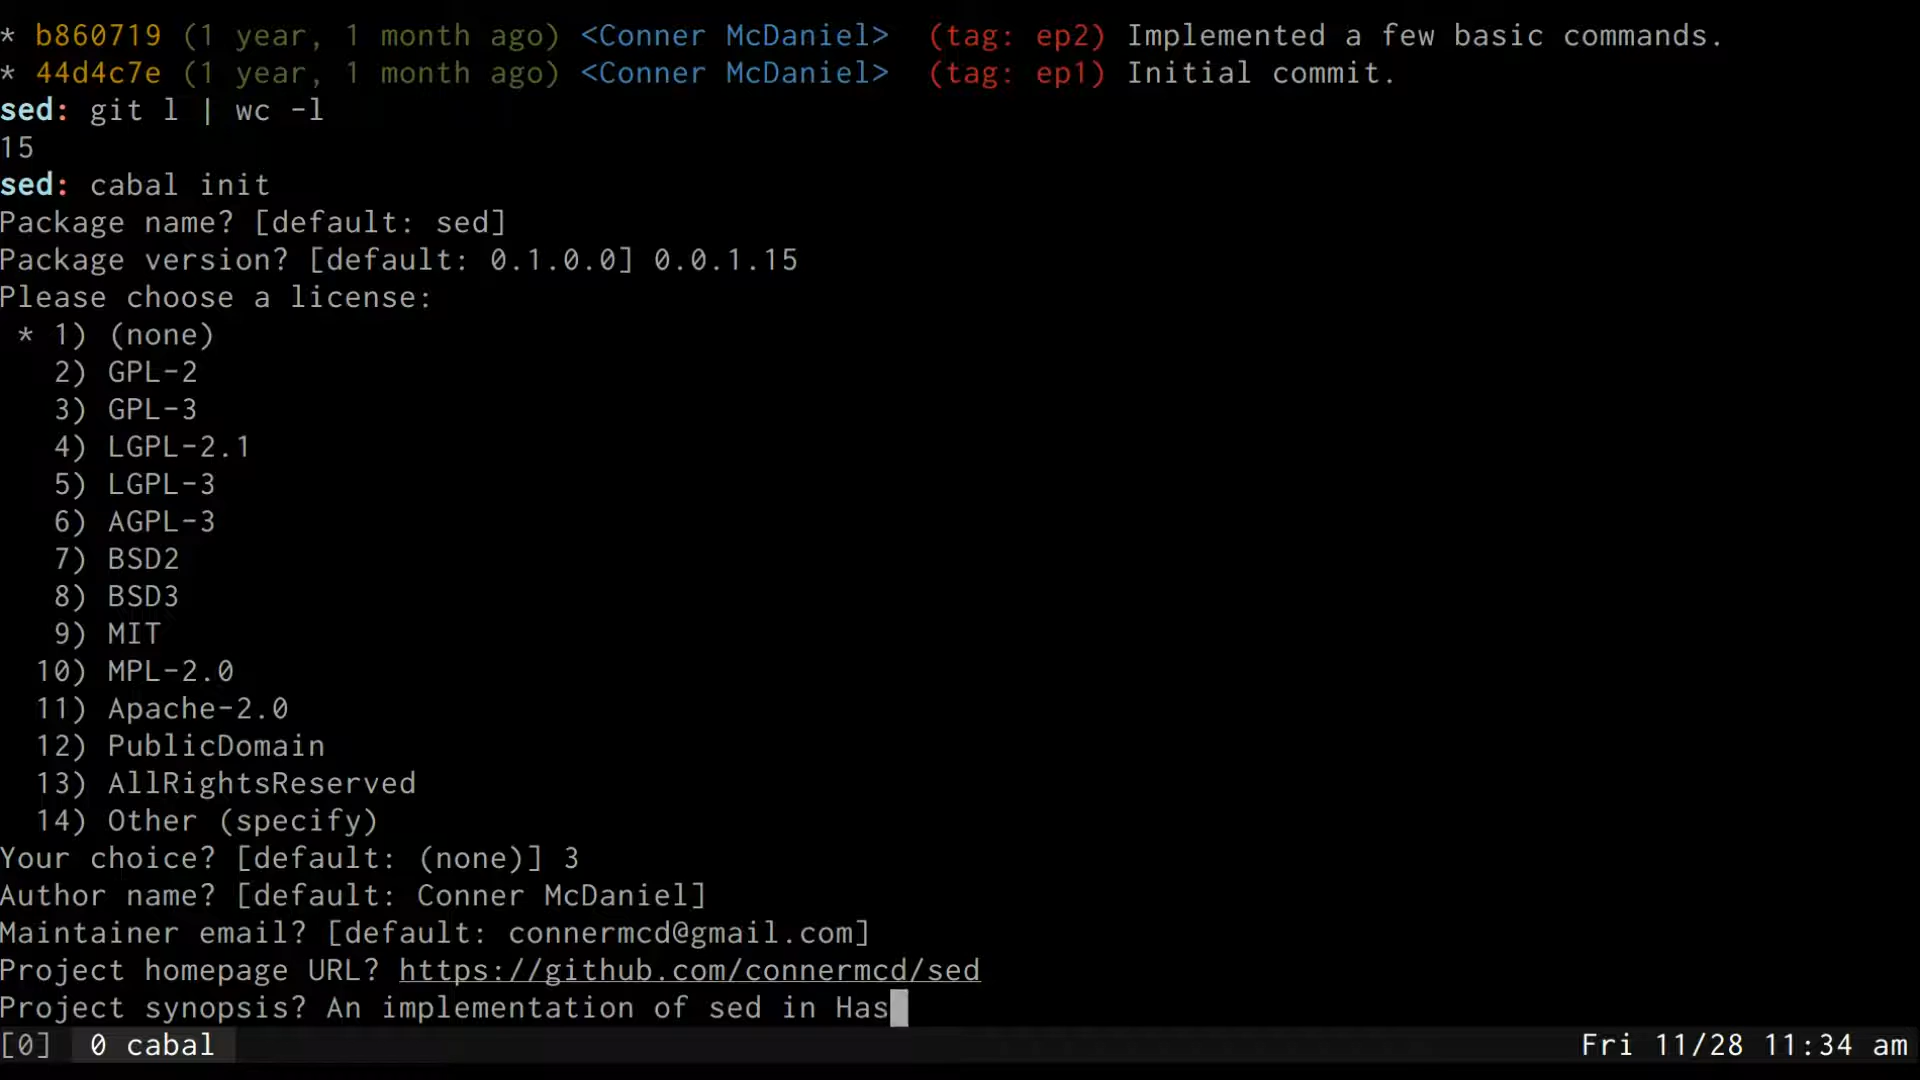 * b860719 (1 year, 1 month ago) <Conner McDaniel>  (tag: ep2) Implemented a few basic commands.
* 44d4c7e (1 year, 1 month ago) <Conner McDaniel>  (tag: ep1) Initial commit.
sed: git l | wc -l
15
sed: cabal init
Package name? [default: sed]
Package version? [default: 0.1.0.0] 0.0.1.15
Please choose a license:
 * 1) (none)
   2) GPL-2
   3) GPL-3
   4) LGPL-2.1
   5) LGPL-3
   6) AGPL-3
   7) BSD2
   8) BSD3
   9) MIT
  10) MPL-2.0
  11) Apache-2.0
  12) PublicDomain
  13) AllRightsReserved
  14) Other (specify)
Your choice? [default: (none)] 3
Author name? [default: Conner McDaniel]
Maintainer email? [default: connermcd@gmail.com]
Project homepage URL? https://github.com/connermcd/sed
Project synopsis? An implementation of sed in Has
[0]  0 cabal  Fri 11/28 11:34 am